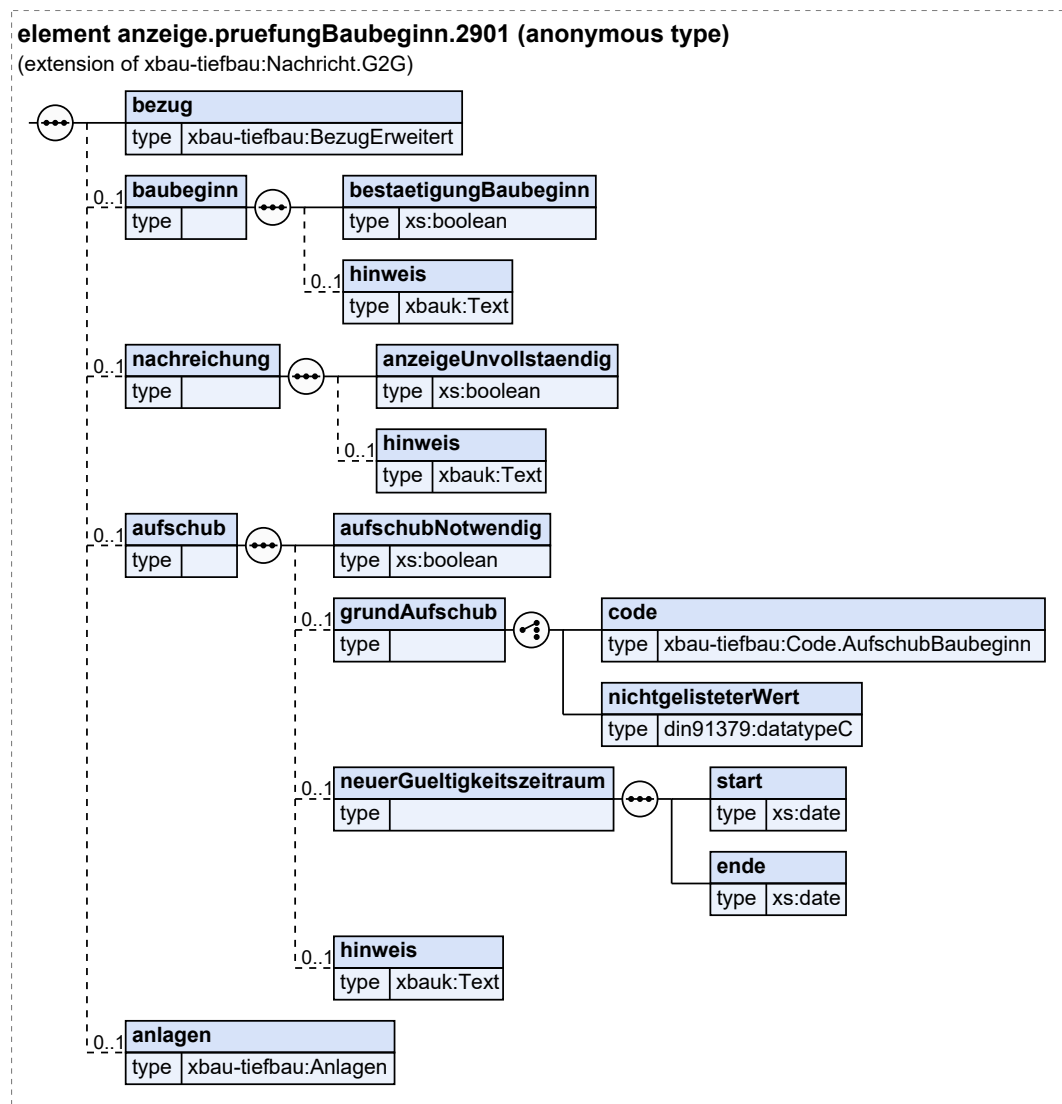 element anzeige.pruefungBaubeginn.2901 (anonymous type)
(extension of xbau-tiefbau:Nachricht.G2G)
bezug
type xbau-tiefbau:BezugErweitert
0..1 baubeginn
type
bestaetigungBaubeginn
type xs:boolean
0..1 hinweis
type xbauk:Text
0..1 nachreichung
type
anzeigeUnvollstaendig
type xs:boolean
0..1 hinweis
type xbauk:Text
0..1 aufschub
type
aufschubNotwendig
type xs:boolean
0..1 grundAufschub
type
code
type xbau-tiefbau:Code.AufschubBaubeginn
nichtgelisteterWert
type din91379:datatypeC
0..1 neuerGueltigkeitszeitraum
type
start
type xs:date
ende
type xs:date
0..1 hinweis
type xbauk:Text
0..1 anlagen
type xbau-tiefbau:Anlagen